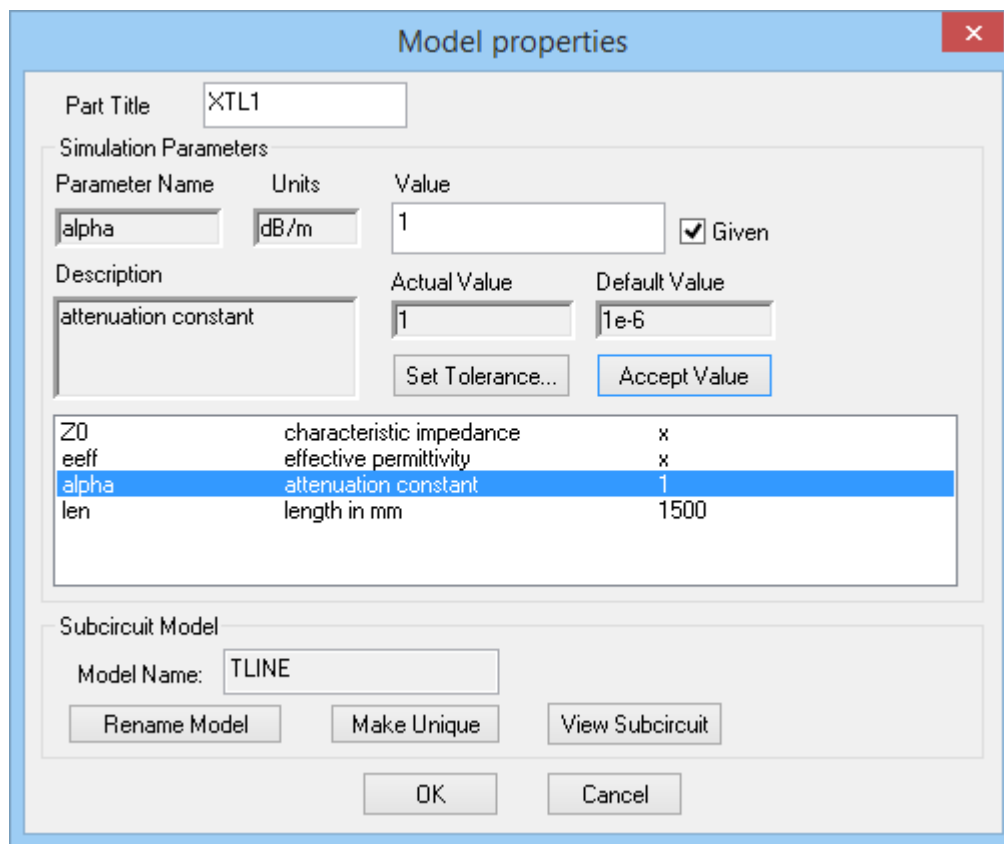 Model properties
Part Title XTL1
Simulation Parameters
Parameter Name Units Value
alpha dB/m 1 Given
Description Actual Value Default Value
attenuation constant 1 1e-6
Set Tolerance... Accept Value
Z0 characteristic impedance x
eeff effective permittivity x
alpha attenuation constant 1
len length in mm 1500
Subcircuit Model
Model Name: TLINE
Rename Model Make Unique View Subcircuit
OK Cancel